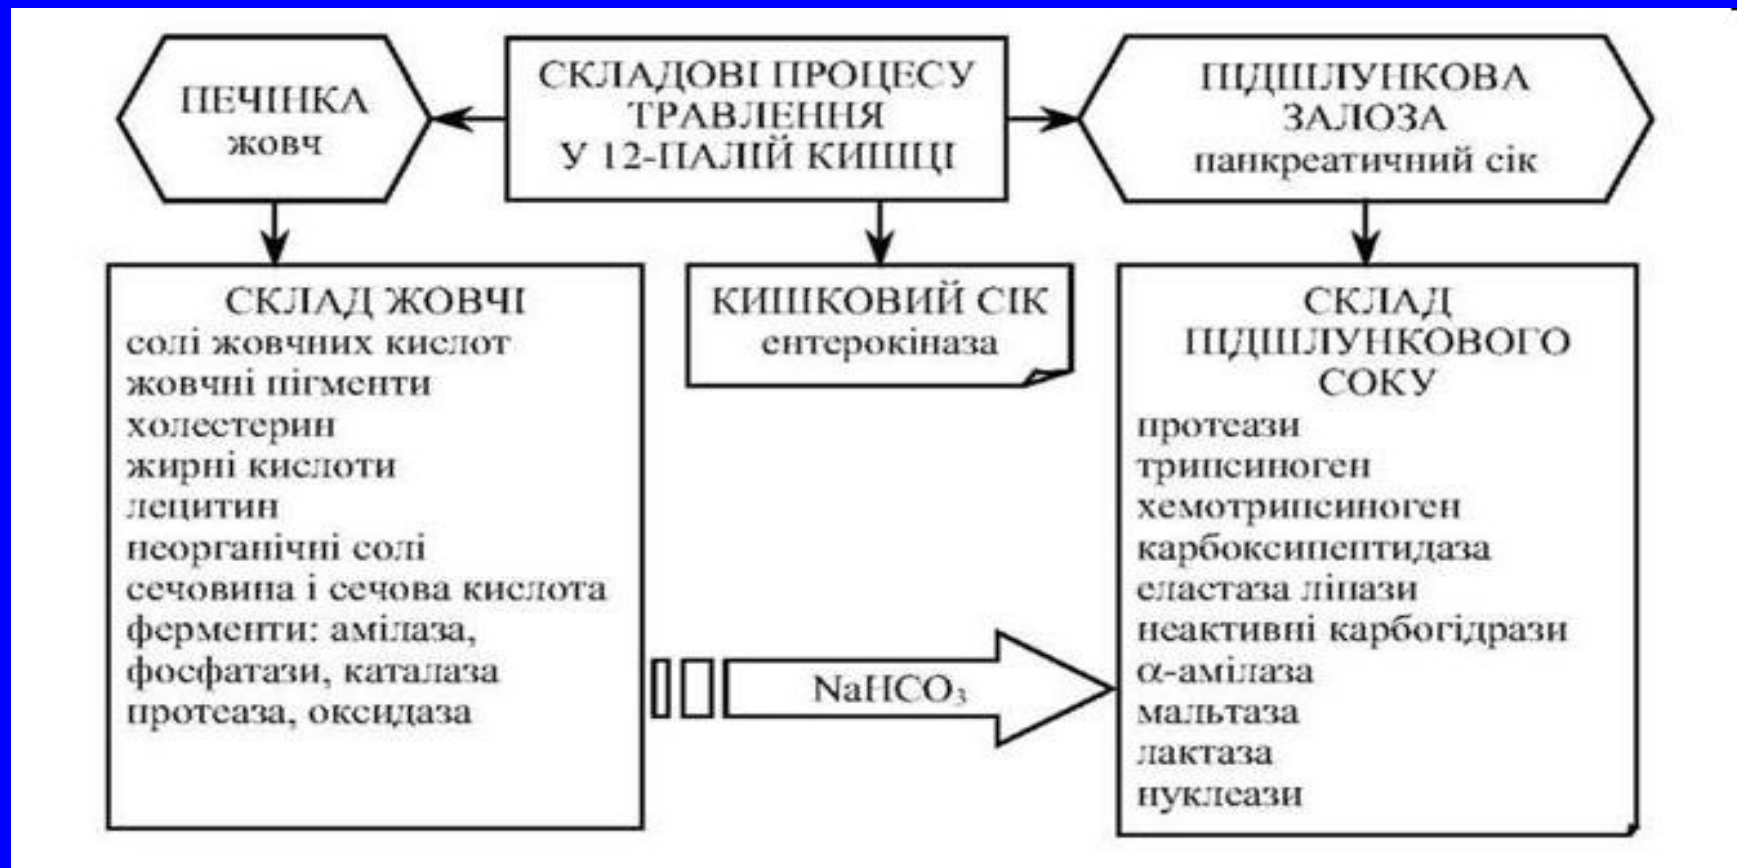 ПЕЧІНКА
жовч
СКЛАДОВІ ПРОЦЕСУ
ТРАВЛЕННЯ
У 12-ПАЛІЙ КИШЦІ
ПІДШЛУНКОВА
ЗАЛОЗА
панкреатичний сік
СКЛАД ЖОВЧІ
солі жовчних кислот
жовчні пігменти
холестерин
жирні кислоти
лецитин
неорганічні солі
сечовина і сечова кислота
ферменти: амілаза,
фосфатази, каталаза
протеаза, оксидаза
КИШКОВИЙ СІК
ентерокіназа
NaHCO₃
СКЛАД
ПІДШЛУНКОВОГО
СОКУ
протеази
трипсиноген
хемотрипсиноген
карбоксипептидаза
еластаза ліпази
неактивні карбогідрази
α-амілаза
мальтаза
лактаза
нуклеази